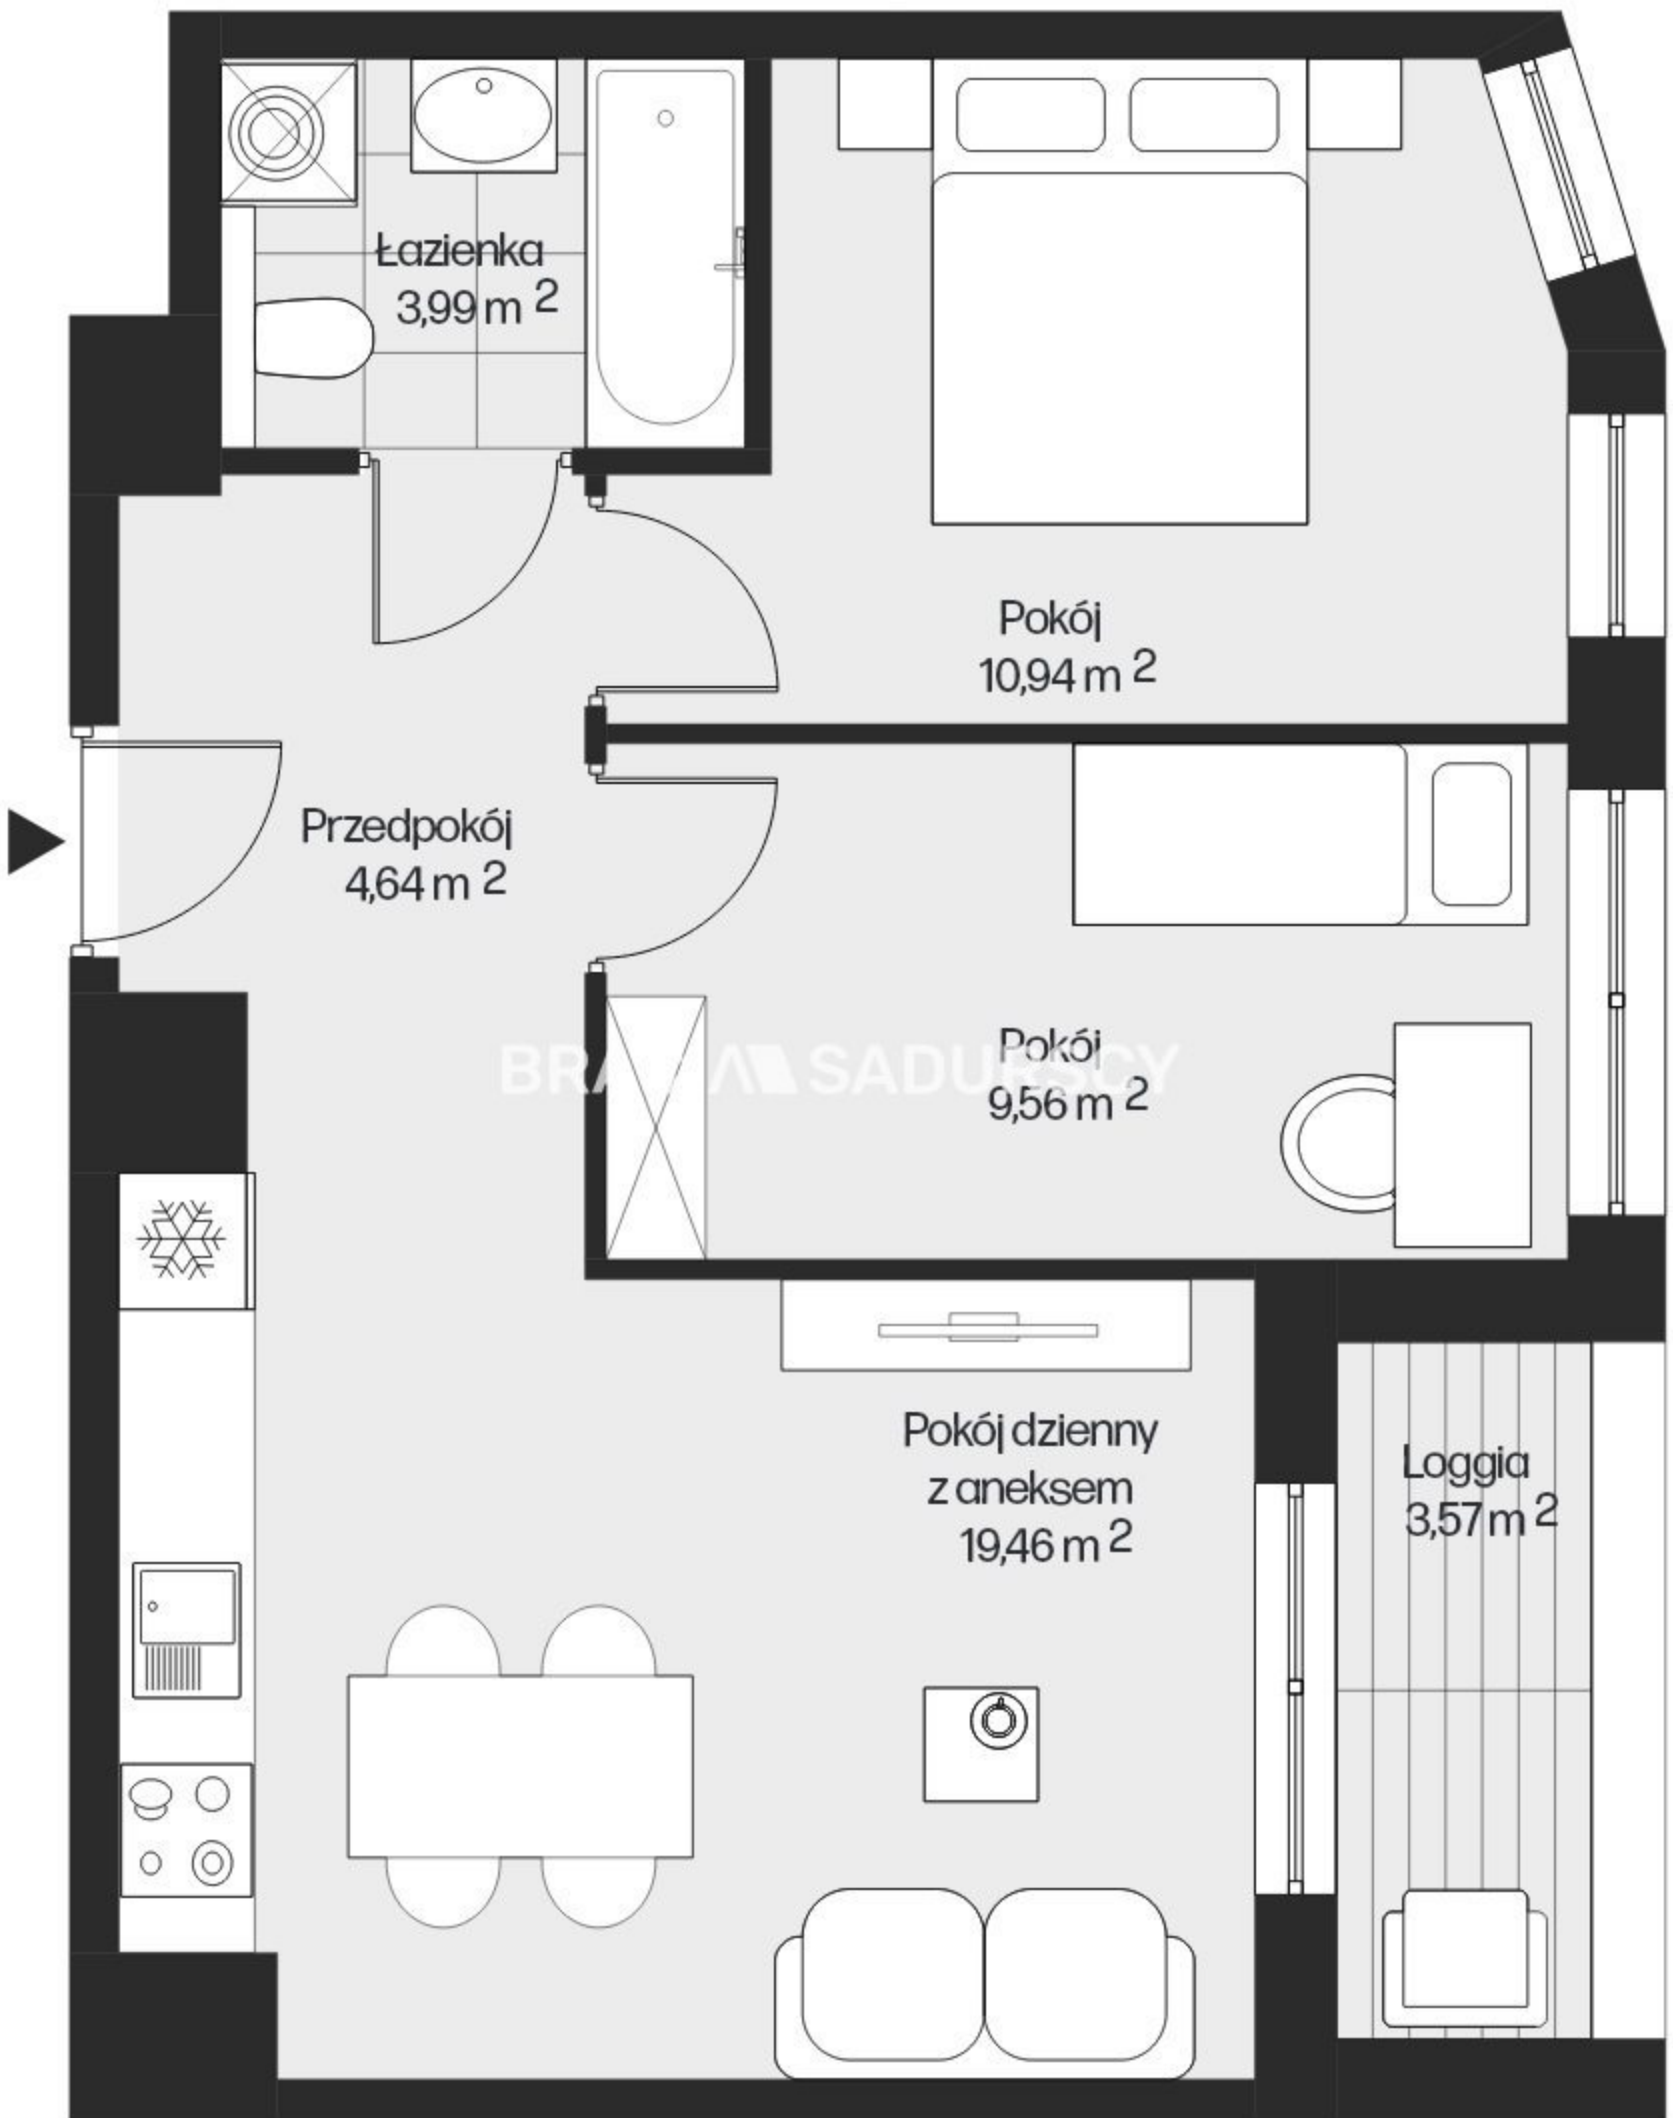 Łazienka
3,99 m 2
Pokój
10,94 m 2
Przedpokój
4,64 m 2
Pokój
9,56 m 2
SADURSCY
Pokój dzienny
z aneksem
19,46 m 2
Loggia
3,57 m 2